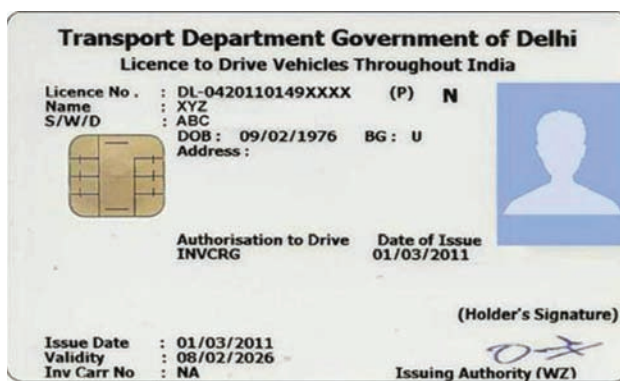 Transport Department Government of Delhi
Licence to Drive Vehicles Throughout India
Licence No . : DL-0420110149XXXX (P) N
Name : XYZ
S/W/D : ABC
DOB : 09/02/1976 BG : U
Address :
Authorisation to Drive Date of Issue
INVCRG 01/03/2011
(Holder's Signature)
Issue Date : 01/03/2011
Validity : 08/02/2026
Inv Carr No : NA Issuing Authority (WZ)